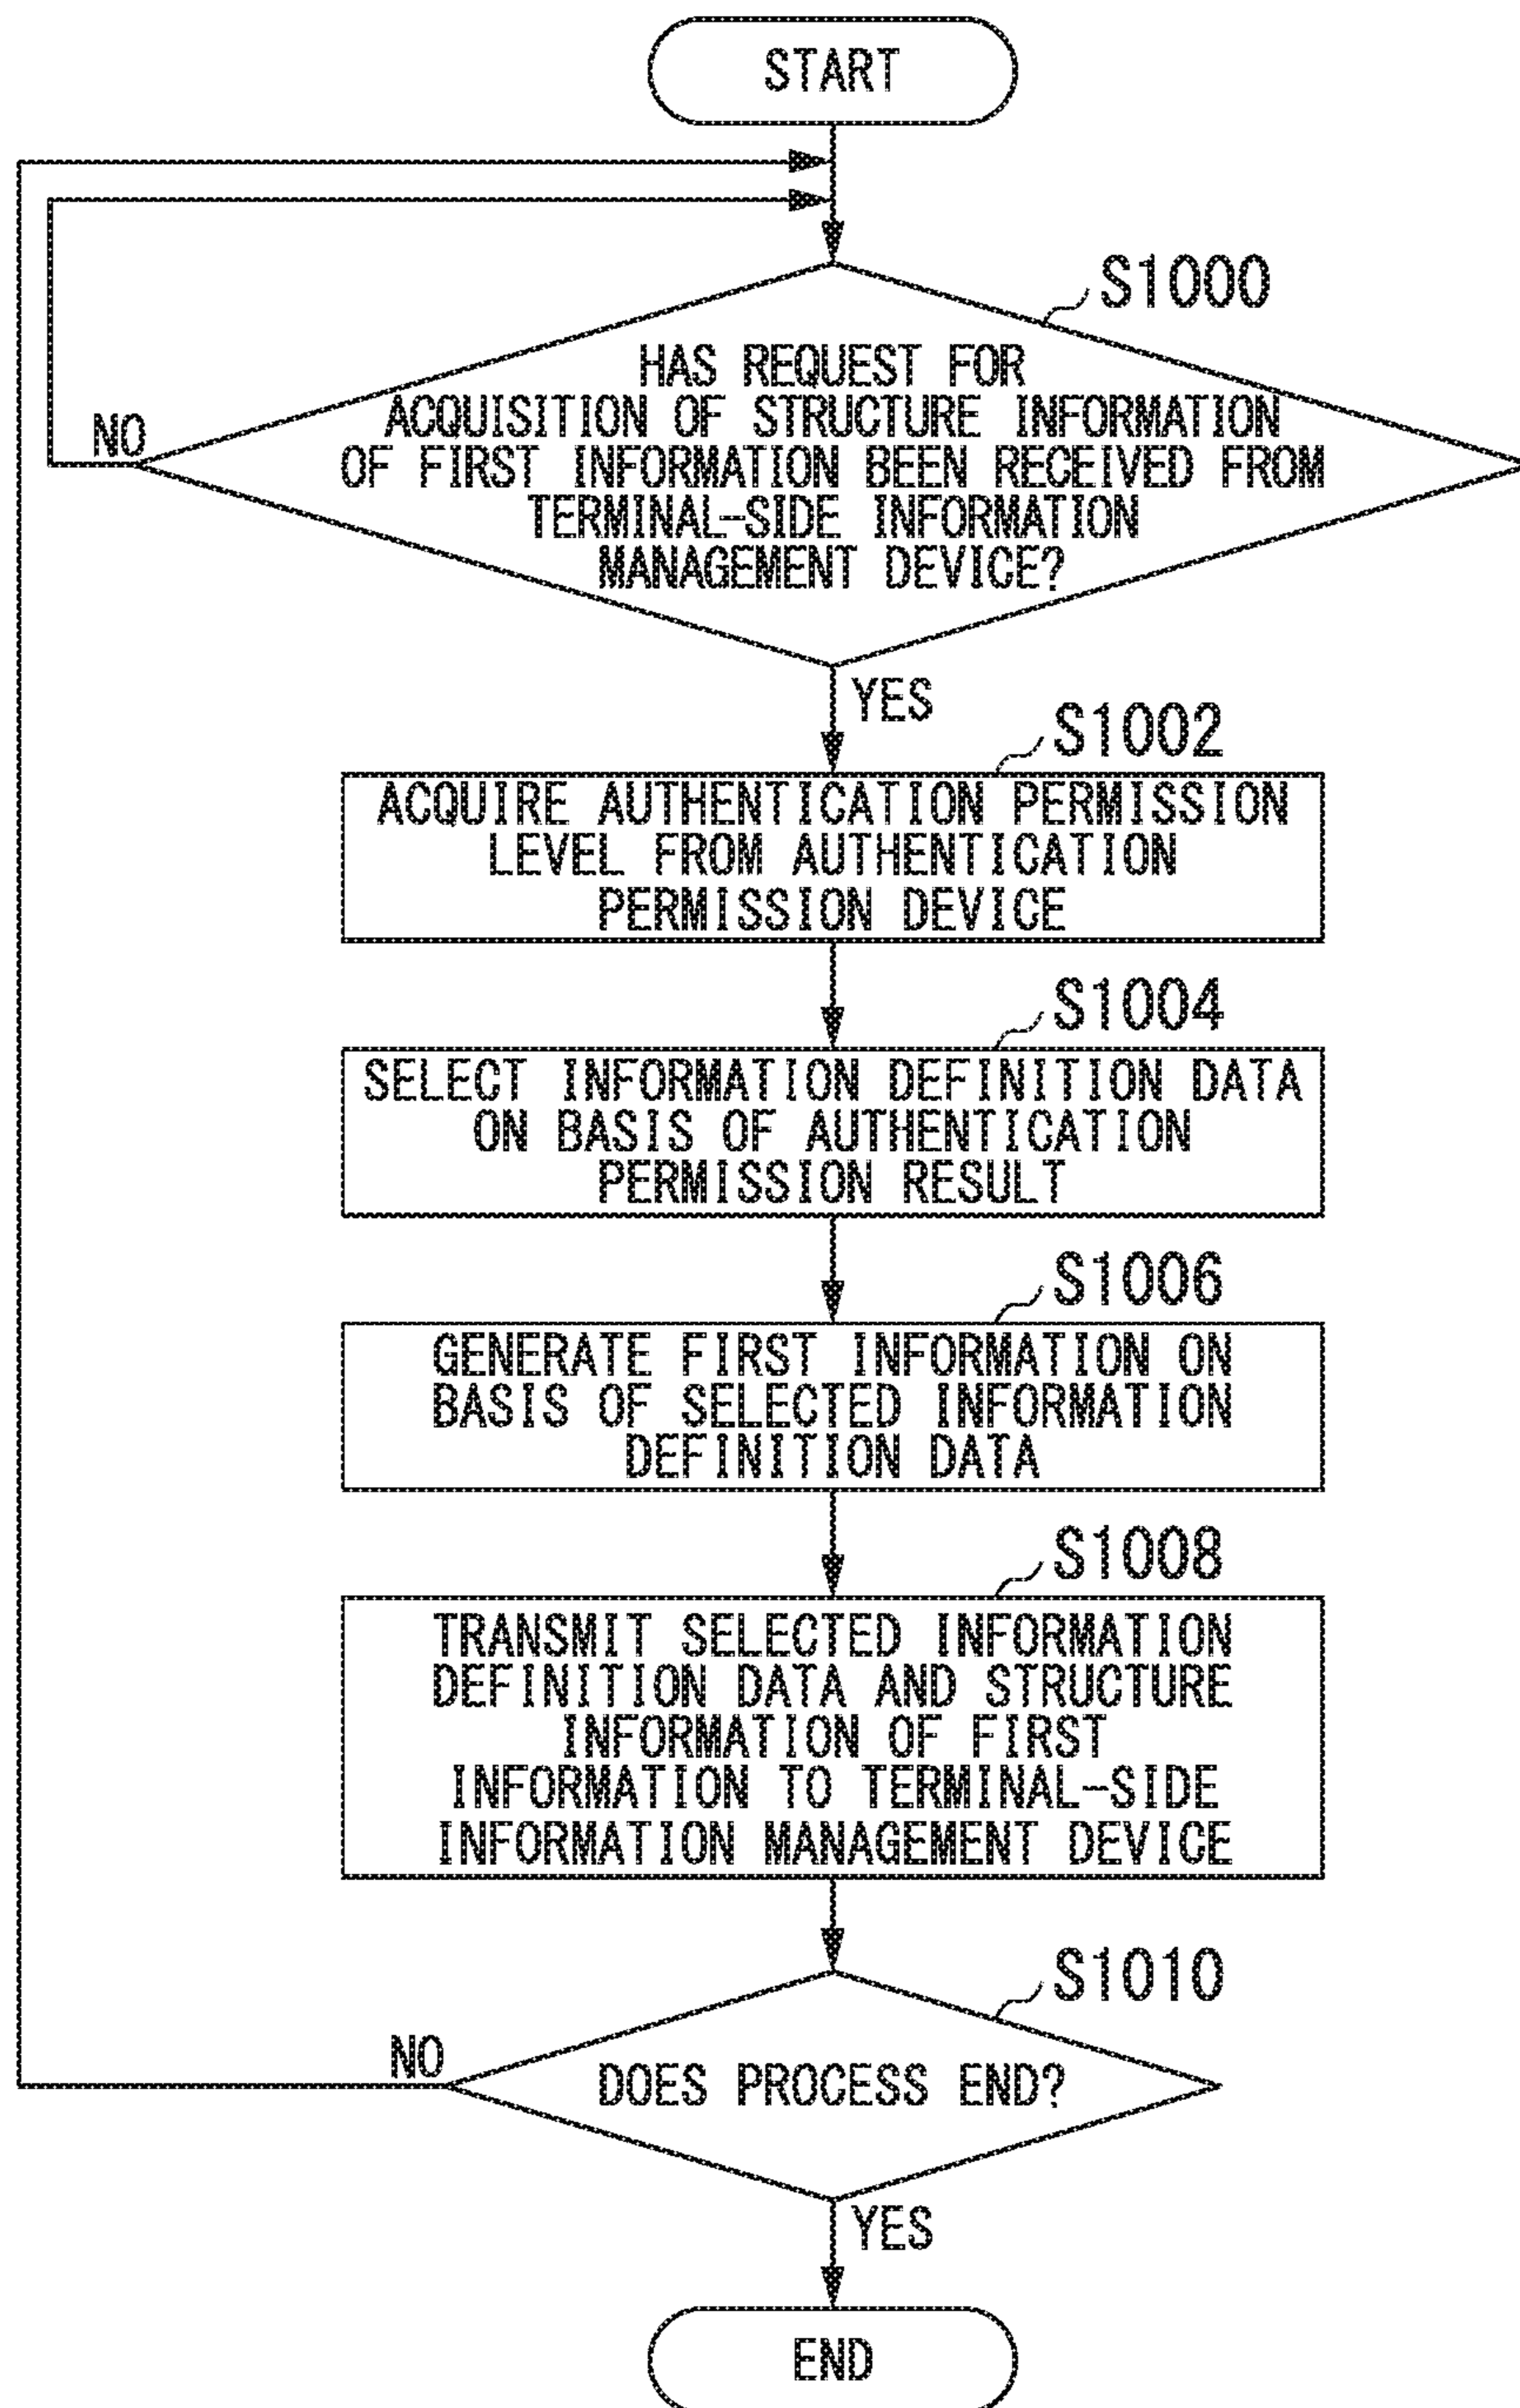 START
S1000
HAS REQUEST FOR
ACQUISITION OF STRUCTURE INFORMATION
OF FIRST INFORMATION BEEN RECEIVED FROM
TERMINAL-SIDE INFORMATION
MANAGEMENT DEVICE?
NO
YES
S1002
ACQUIRE AUTHENTICATION PERMISSION
LEVEL FROM AUTHENTICATION
PERMISSION DEVICE
S1004
SELECT INFORMATION DEFINITION DATA
ON BASIS OF AUTHENTICATION
PERMISSION RESULT
S1006
GENERATE FIRST INFORMATION ON
BASIS OF SELECTED INFORMATION
DEFINITION DATA
S1008
TRANSMIT SELECTED INFORMATION
DEFINITION DATA AND STRUCTURE
INFORMATION OF FIRST
INFORMATION TO TERMINAL-SIDE
INFORMATION MANAGEMENT DEVICE
S1010
NO
DOES PROCESS END?
YES
END